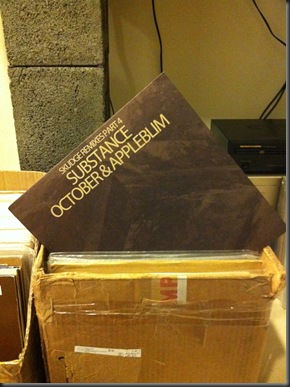 SKUDGE REMIXES PART 4
SUBSTANCE
OCTOBER & APPLEBLIM